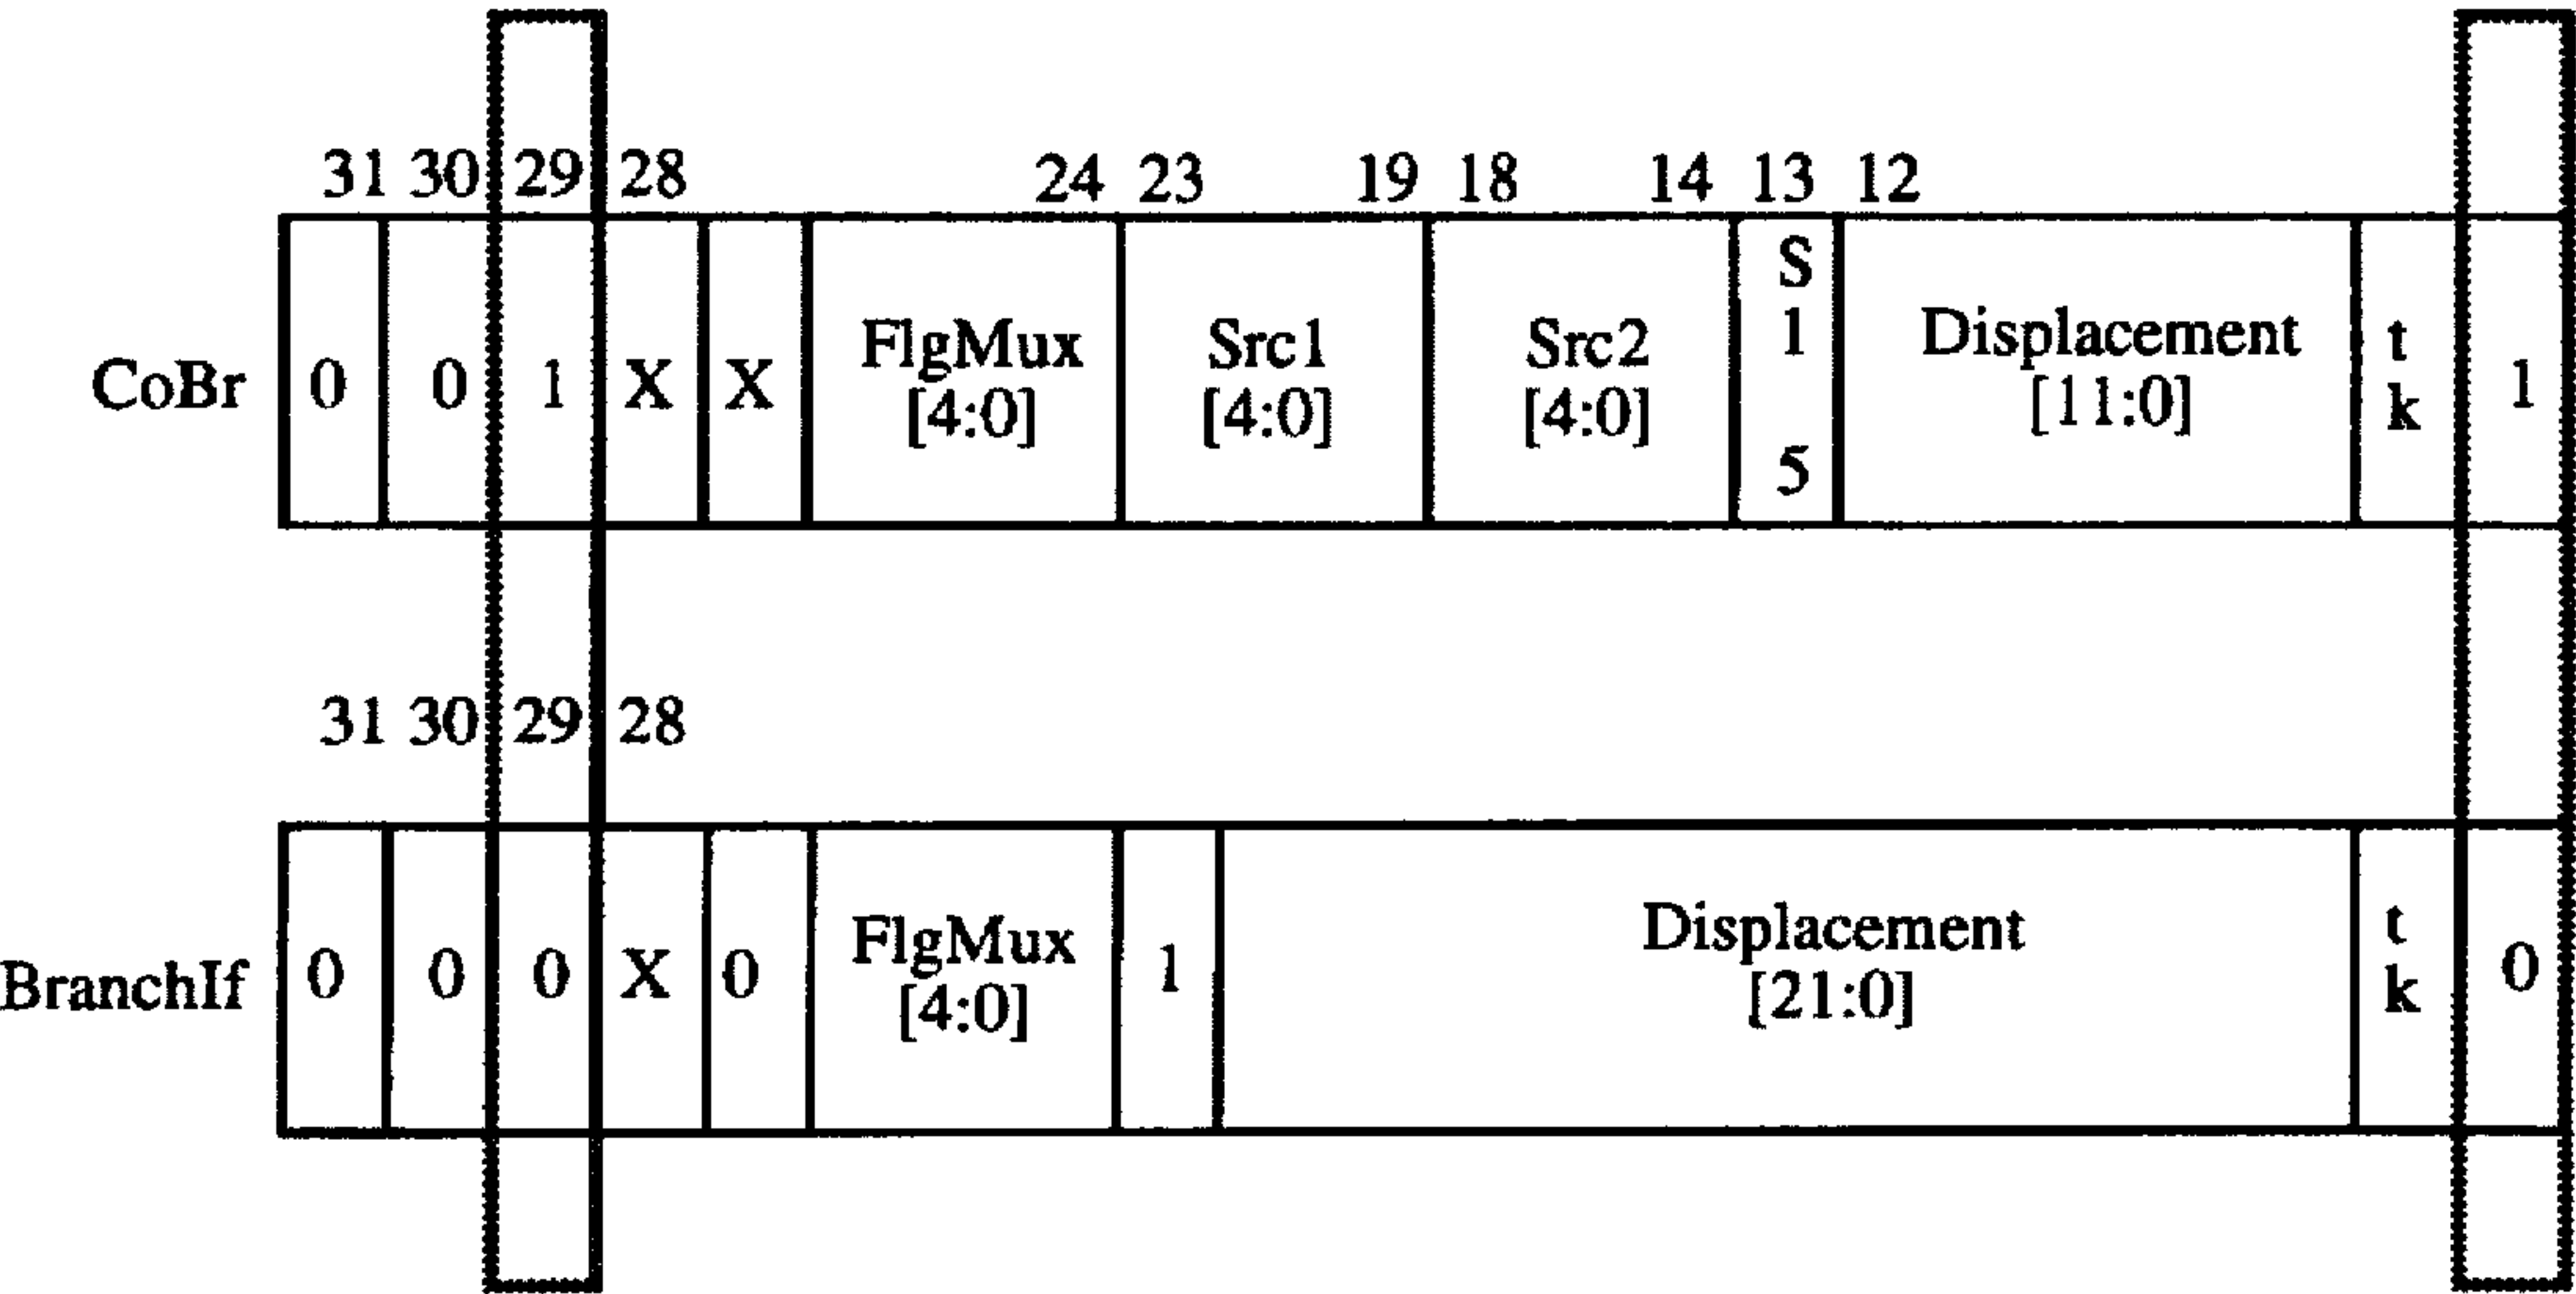 31 30 29 28 24 23 19 18 14 13 12
CoBr 0 0 1 X X FlgMux [4:0] Src1 [4:0] Src2 [4:0] S 1 5 Displacement [11:0] t k 1
31 30 29 28
BranchIf 0 0 0 X 0 FlgMux [4:0] 1 Displacement [21:0] t k 0